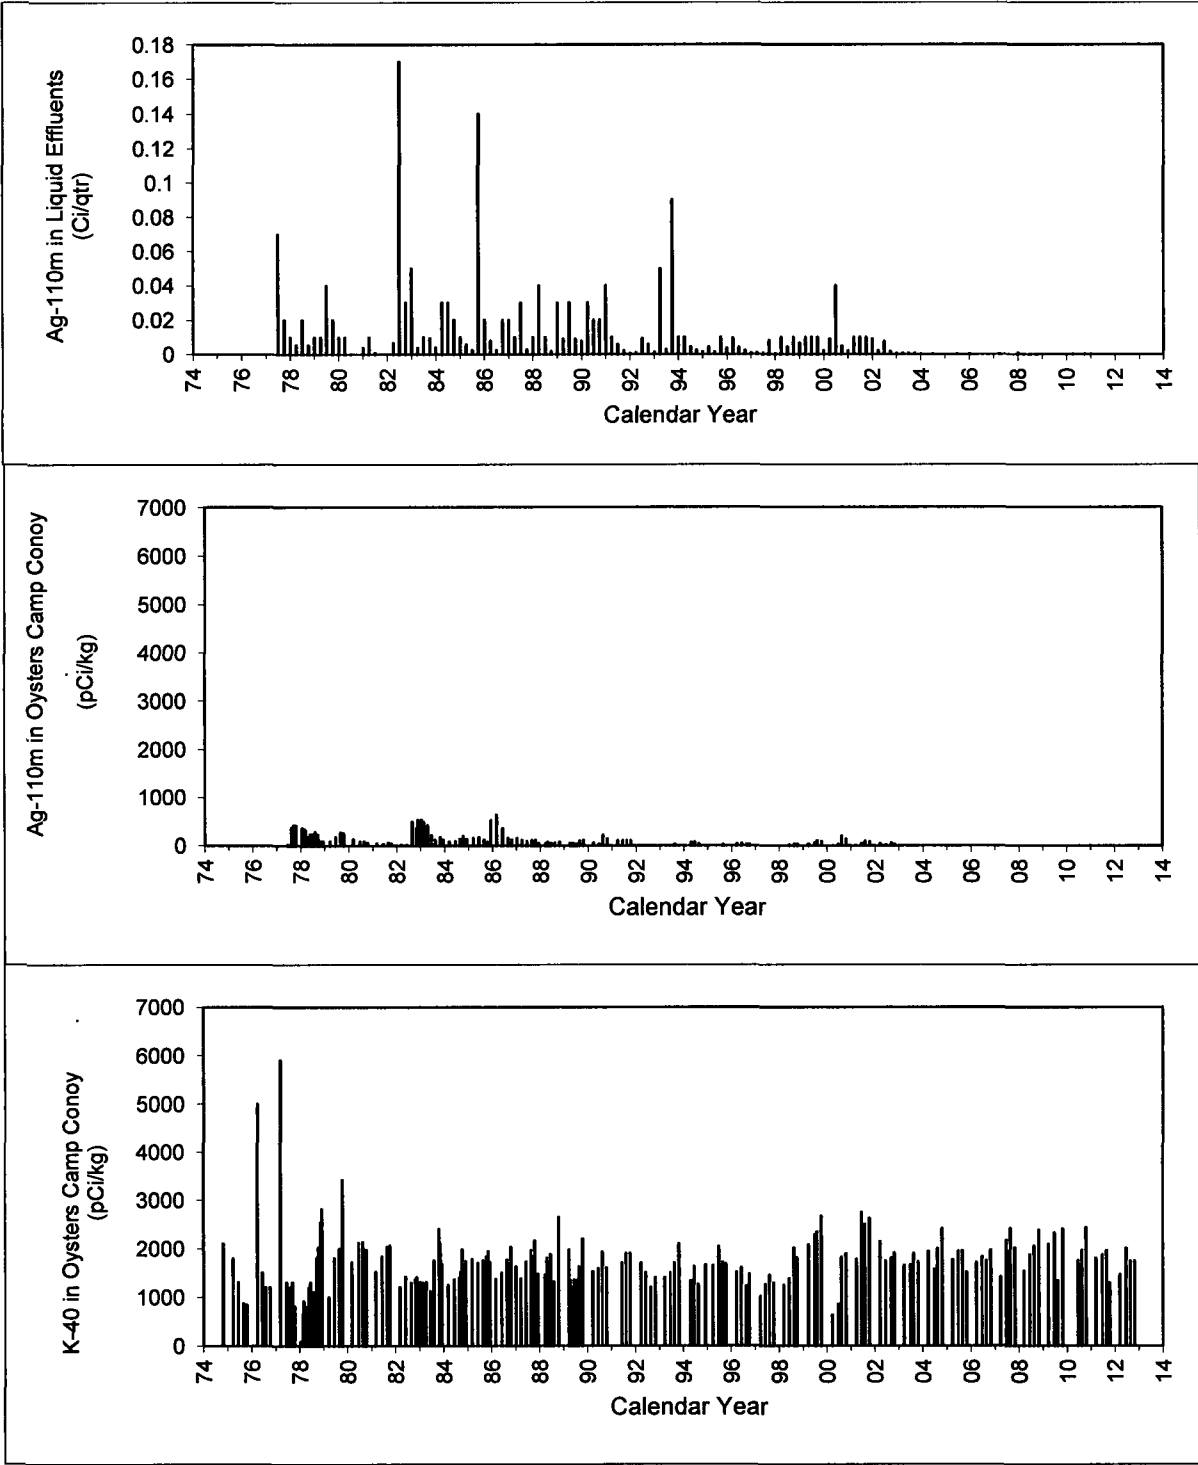 Ag-110m in Liquid Effluents
(Ci/qtr)
0.18
0.16
0.14
0.12
0.1
0.08
0.06
0.04
0.02
0
74 76 78 80 82 84 86 88 90 92 94 96 98 00 02 04 06 08 10 12 14
Calendar Year
Ag-110m in Oysters Camp Conoy
(pCi/kg)
7000
6000
5000
4000
3000
2000
1000
0
74 76 78 80 82 84 86 88 90 92 94 96 98 00 02 04 06 08 10 12 14
Calendar Year
K-40 in Oysters Camp Conoy
(pCi/kg)
7000
6000
5000
4000
3000
2000
1000
0
74 76 78 80 82 84 86 88 90 92 94 96 98 00 02 04 06 08 10 12 14
Calendar Year